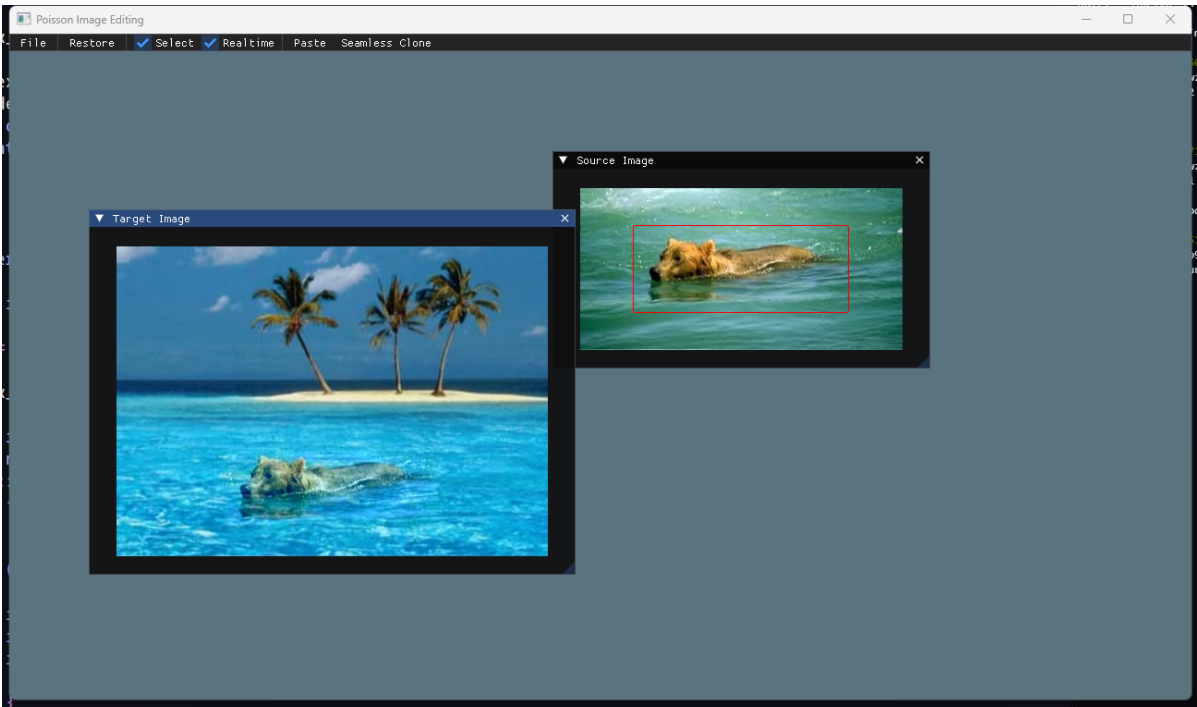 Poisson Image Editing
File Restore Select Realtime Paste Seamless Clone
Source Image
Target Image